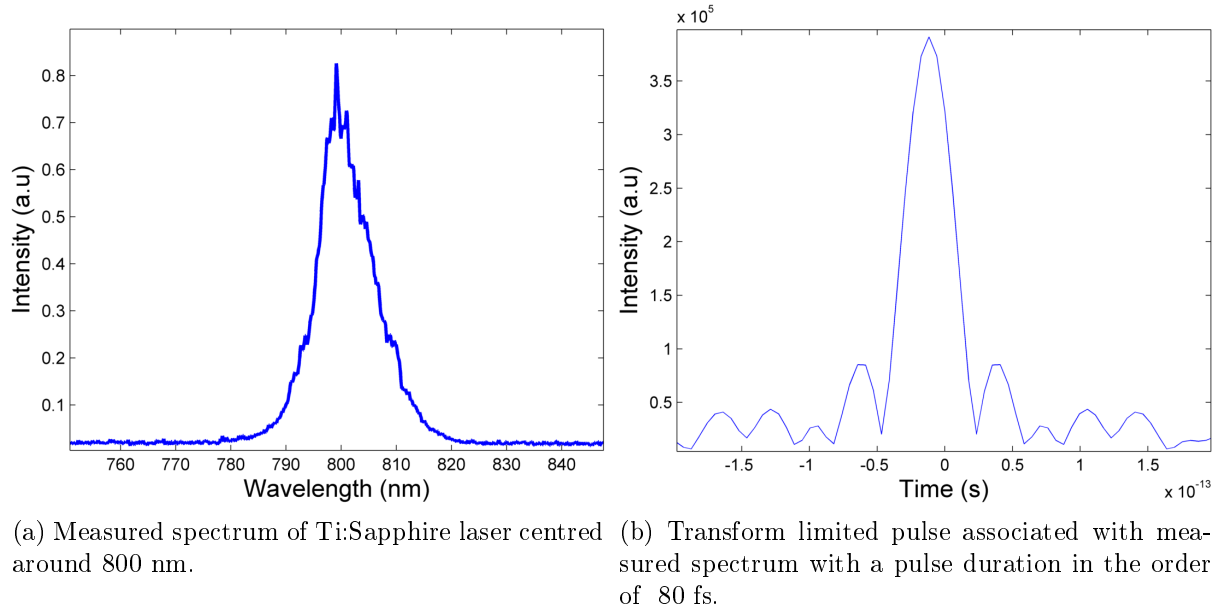 0.8
0.7
0.6
0.5
0.4
0.3
0.2
0.1
Intensity (a.u)
760 770 780 790 800 810 820 830 840
Wavelength (nm)
x 10⁵
3.5
3
2.5
2
1.5
1
0.5
Intensity (a.u)
-1.5 -1 -0.5 0 0.5 1 1.5
Time (s)
x 10⁻¹³
(a) Measured spectrum of Ti:Sapphire laser centred
around 800 nm.
(b) Transform limited pulse associated with mea-
sured spectrum with a pulse duration in the order
of 80 fs.